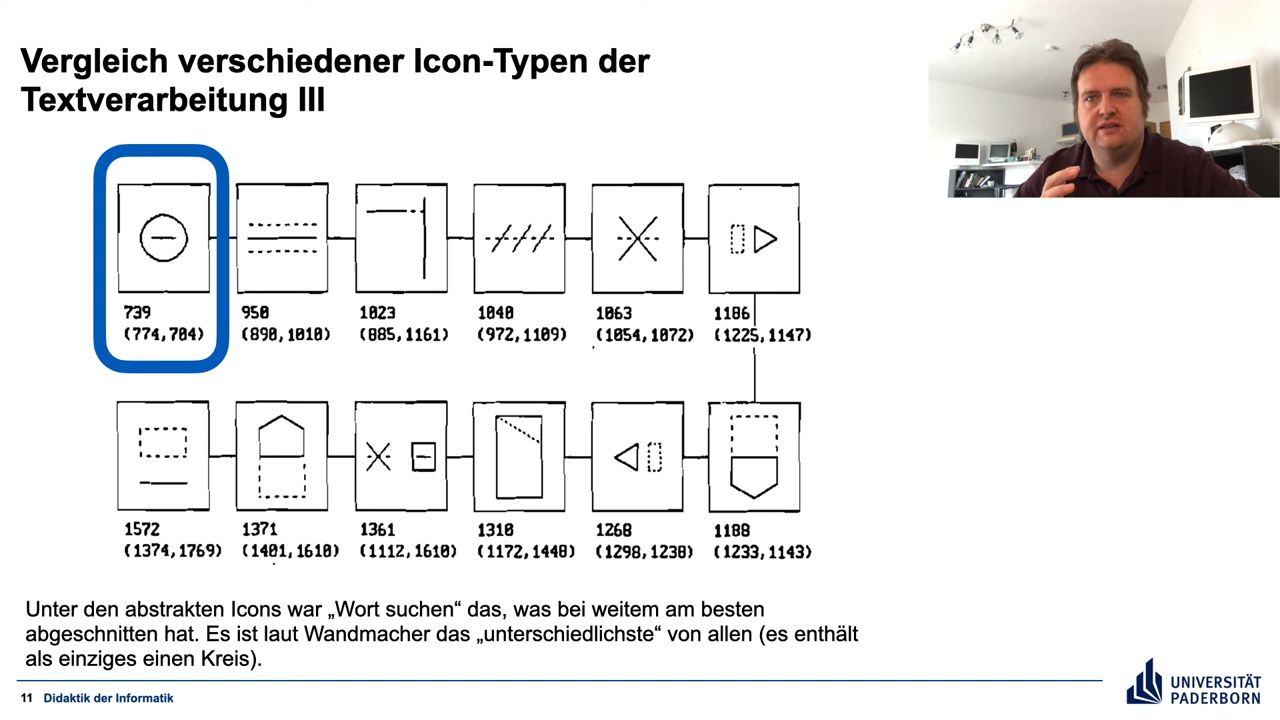 Vergleich verschiedener Icon-Typen der
Textverarbeitung III
739 950 1023 1040 1063 1186
(774,704) (890,1010) (885,1161) (972,1109) (1054,1072) (1225,1147)
1572 1371 1361 1310 1268 1188
(1374,1769) (1401,1610) (1112,1610) (1172,1448) (1298,1238) (1233,1143)
Unter den abstrakten Icons war „Wort suchen“ das, was bei weitem am besten
abgeschnitten hat. Es ist laut Wandmacher das „unterschiedlichste“ von allen (es enthält
als einziges einen Kreis).
11 Didaktik der Informatik
UNIVERSITÄT
PADERBORN